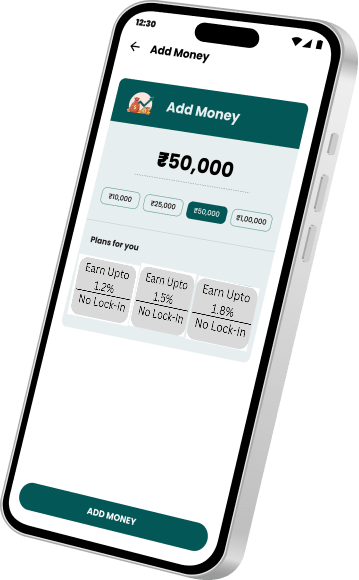 12:30
Add Money
Add Money
₹50,000
₹10,000 ₹25,000 ₹50,000 ₹1,00,000
Plans for you
Earn Upto Earn Upto Earn Upto
1.2% 1.5% 1.8%
No Lock-in No Lock-in No Lock-in
ADD MONEY